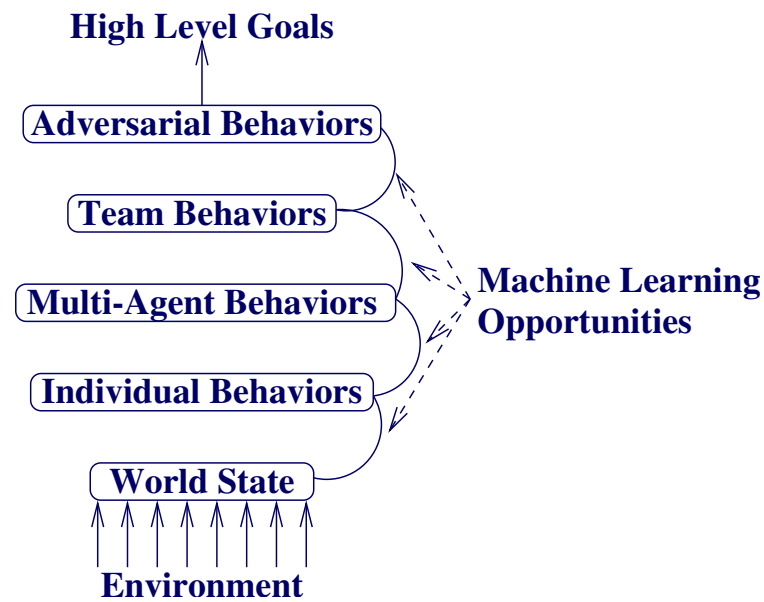 High Level Goals
Adversarial Behaviors
Team Behaviors
Multi-Agent Behaviors
Machine Learning
Opportunities
Individual Behaviors
World State
Environment